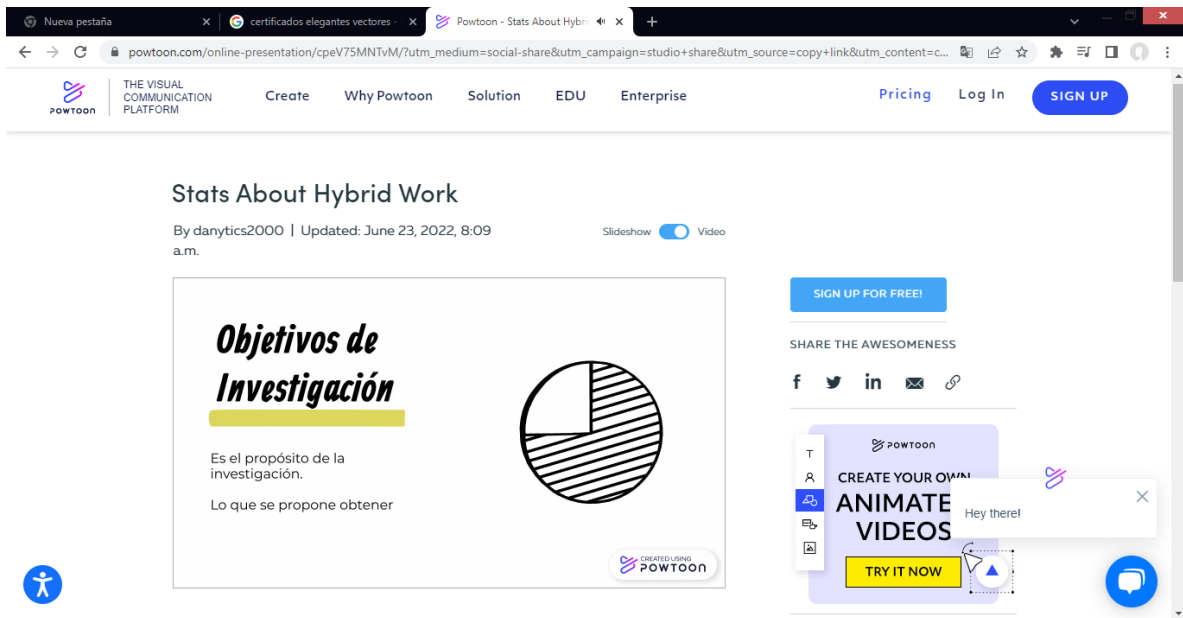 Nueva pestaña
certificados elegantes vectores -
Powtoon - Stats About Hybri
powtoon.com/online-presentation/cpeV75MNTvM/?utm_medium=social-share&utm_campaign=studio+share&utm_source=copy+link&utm_content=c...
POWTOON
THE VISUAL
COMMUNICATION
PLATFORM
Create Why Powtoon Solution EDU Enterprise
Pricing Log In SIGN UP
Stats About Hybrid Work
By danytics2000 | Updated: June 23, 2022, 8:09
a.m.
Slideshow Video
Objetivos de
Investigación
Es el propósito de la
investigación.
Lo que se propone obtener
CREATED USING
POWTOON
SIGN UP FOR FREE!
SHARE THE AWESOMENESS
POWTOON
CREATE YOUR OWN
ANIMATE
VIDEOS
TRY IT NOW
Hey there!